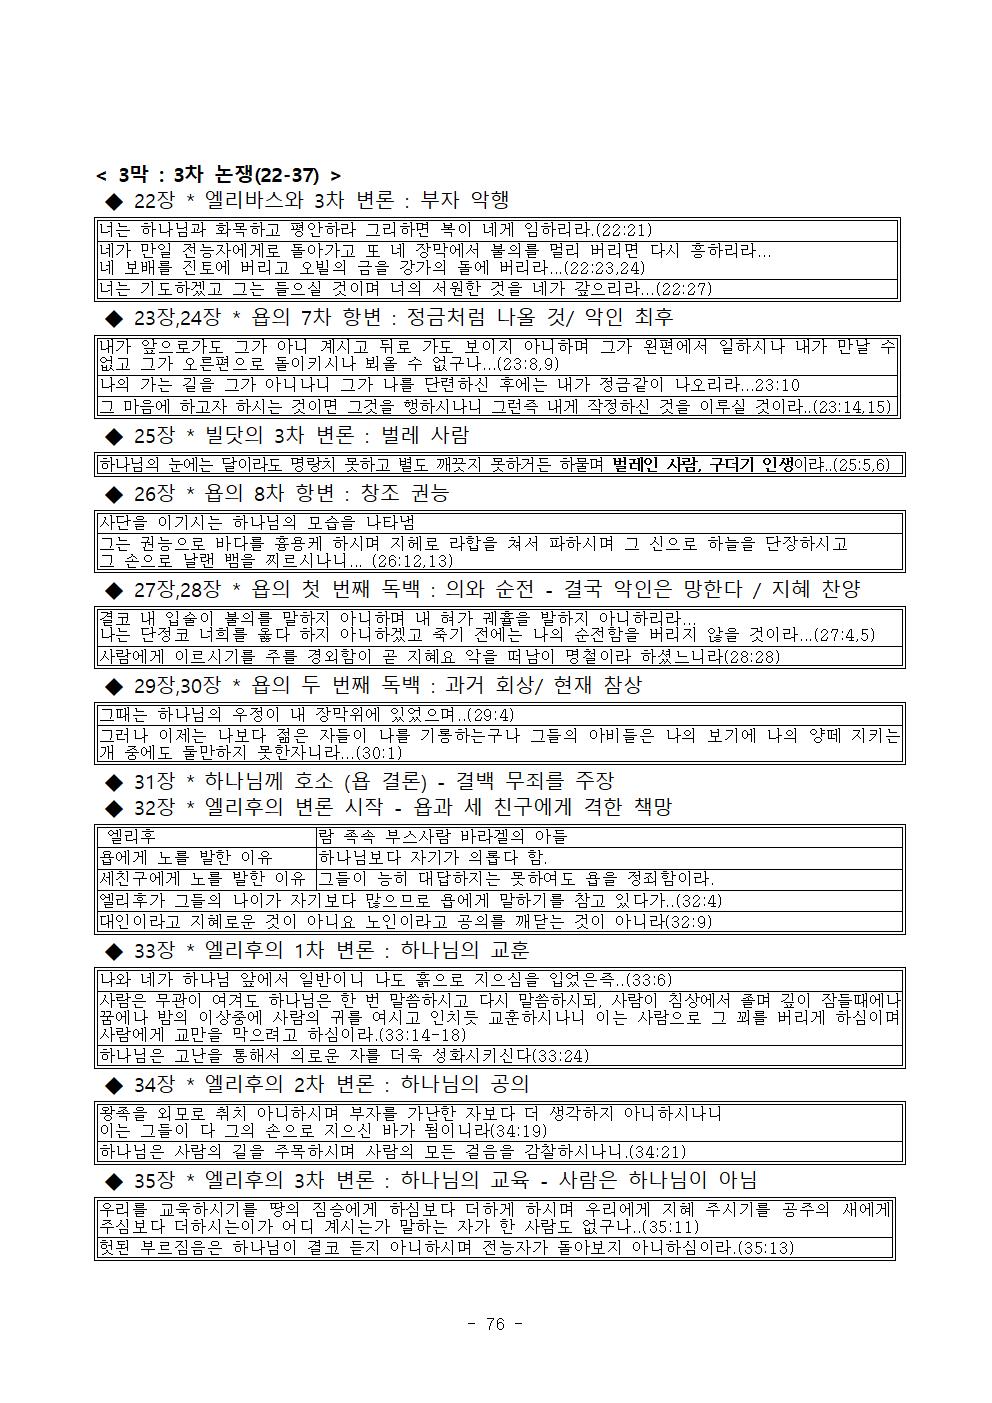 < 3막 : 3차 논쟁(22-37) >
◆ 22장 * 엘리바스와 3차 변론 : 부자 악행
너는 하나님과 화목하고 평안하라 그리하면 복이 네게 임하리라.(22:21)
네가 만일 전능자에게로 돌아가고 또 네 장막에서 불의를 멀리 버리면 다시 흥하리라...
네 보배를 진토에 버리고 오빌의 금을 강가의 돌에 버리라...(22:23,24)
너는 기도하겠고 그는 들으실 것이며 너의 서원한 것을 네가 갚으리라...(22:27)
◆ 23장,24장 * 욥의 7차 항변 : 정금처럼 나올 것/ 악인 최후
내가 앞으로가도 그가 아니 계시고 뒤로 가도 보이지 아니하며 그가 왼편에서 일하시나 내가 만날 수
없고 그가 오른편으로 돌이키시나 뵈올 수 없구나...(23:8,9)
나의 가는 길을 그가 아니나니 그가 나를 단련하신 후에는 내가 정금같이 나오리라...23:10
그 마음에 하고자 하시는 것이면 그것을 행하시나니 그런즉 내게 작정하신 것을 이루실 것이라..(23:14,15)
◆ 25장 * 빌닷의 3차 변론 : 벌레 사람
하나님의 눈에는 달이라도 명랑치 못하고 별도 깨끗지 못하거든 하물며 벌레인 사람, 구더기 인생이랴..(25:5,6)
◆ 26장 * 욥의 8차 항변 : 창조 권능
사단을 이기시는 하나님의 모습을 나타냄
그는 권능으로 바다를 흉용케 하시며 지혜로 라합을 쳐서 파하시며 그 신으로 하늘을 단장하시고
그 손으로 날랜 뱀을 찌르시나니... (26:12,13)
◆ 27장,28장 * 욥의 첫 번째 독백 : 의와 순전 - 결국 악인은 망한다 / 지혜 찬양
결코 내 입술이 불의를 말하지 아니하며 내 혀가 궤휼을 발하지 아니하리라...
나는 단정코 너희를 옳다 하지 아니하겠고 죽기 전에는 나의 순전함을 버리지 않을 것이라...(27:4,5)
사람에게 이르시기를 주를 경외함이 곧 지혜요 악을 떠남이 명철이라 하셨느니라(28:28)
◆ 29장,30장 * 욥의 두 번째 독백 : 과거 회상/ 현재 참상
그때는 하나님의 우정이 내 장막위에 있었으며..(29:4)
그러나 이제는 나보다 젊은 자들이 나를 기롱하는구나 그들의 아비들은 나의 보기에 나의 양떼 지키는
개 중에도 둘만하지 못한자니라...(30:1)
◆ 31장 * 하나님께 호소 (욥 결론) - 결백 무죄를 주장
◆ 32장 * 엘리후의 변론 시작 - 욥과 세 친구에게 격한 책망
엘리후 람 족속 부스사람 바라겔의 아들
욥에게 노를 발한 이유 하나님보다 자기가 의롭다 함.
세친구에게 노를 발한 이유 그들이 능히 대답하지는 못하여도 욥을 정죄함이라.
엘리후가 그들의 나이가 자기보다 많으므로 욥에게 말하기를 참고 있다가..(32:4)
대인이라고 지혜로운 것이 아니요 노인이라고 공의를 깨닫는 것이 아니라(32:9)
◆ 33장 * 엘리후의 1차 변론 : 하나님의 교훈
나와 네가 하나님 앞에서 일반이니 나도 흙으로 지으심을 입었은즉..(33:6)
사람은 무관이 여겨도 하나님은 한 번 말씀하시고 다시 말씀하시되, 사람이 침상에서 졸며 깊이 잠들때에나
꿈에나 밤의 이상중에 사람의 귀를 여시고 인치듯 교훈하시나니 이는 사람으로 그 꾀를 버리게 하심이며
사람에게 교만을 막으려고 하심이라.(33:14-18)
하나님은 고난을 통해서 의로운 자를 더욱 성화시키신다(33:24)
◆ 34장 * 엘리후의 2차 변론 : 하나님의 공의
왕족을 외모로 취치 아니하시며 부자를 가난한 자보다 더 생각하지 아니하시나니
이는 그들이 다 그의 손으로 지으신 바가 됨이니라(34:19)
하나님은 사람의 길을 주목하시며 사람의 모든 걸음을 감찰하시나니.(34:21)
◆ 35장 * 엘리후의 3차 변론 : 하나님의 교육 - 사람은 하나님이 아님
우리를 교육하시기를 땅의 짐승에게 하심보다 더하게 하시며 우리에게 지혜 주시기를 공주의 새에게
주심보다 더하시는이가 어디 계시는가 말하는 자가 한 사람도 없구나..(35:11)
헛된 부르짖음은 하나님이 결코 듣지 아니하시며 전능자가 돌아보지 아니하심이라.(35:13)
- 76 -